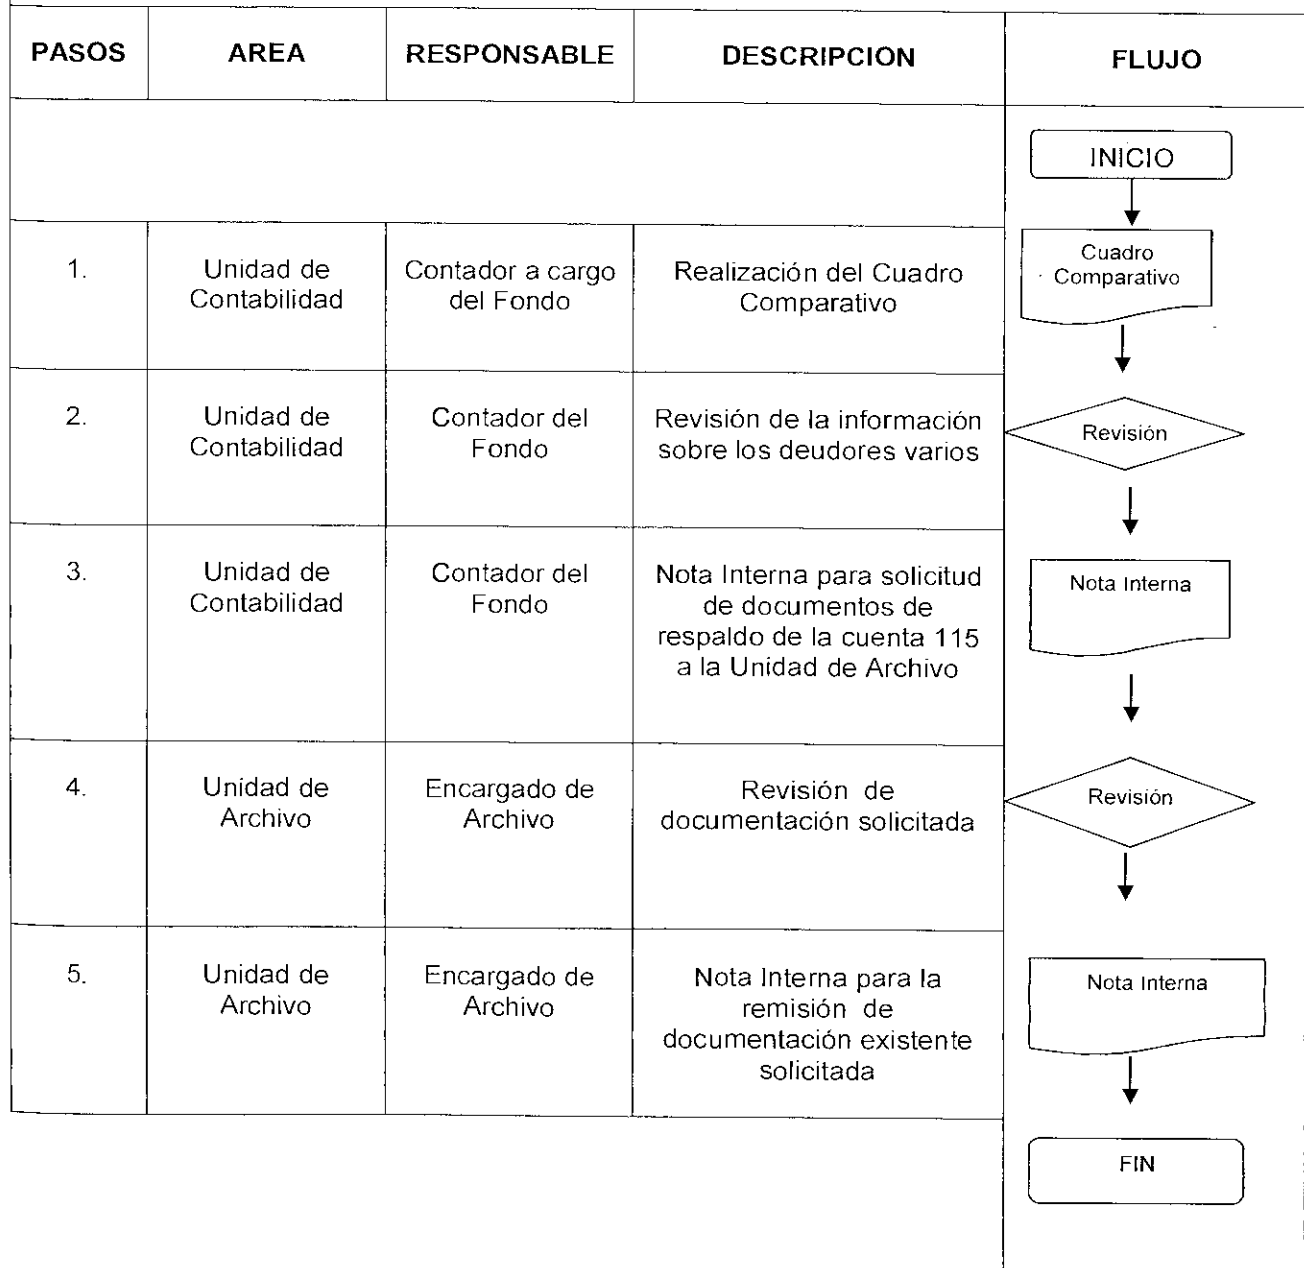 PASOS
AREA
RESPONSABLE
DESCRIPCION
FLUJO
INICIO
1.
Unidad de
Contabilidad
Contador a cargo
del Fondo
Realización del Cuadro
Comparativo
Cuadro
Comparativo
2.
Unidad de
Contabilidad
Contador del
Fondo
Revisión de la información
sobre los deudores varios
Revisión
3.
Unidad de
Contabilidad
Contador del
Fondo
Nota Interna para solicitud
de documentos de
respaldo de la cuenta 115
a la Unidad de Archivo
Nota Interna
4.
Unidad de
Archivo
Encargado de
Archivo
Revisión de
documentación solicitada
Revisión
5.
Unidad de
Archivo
Encargado de
Archivo
Nota Interna para la
remisión de
documentación existente
solicitada
Nota Interna
FIN